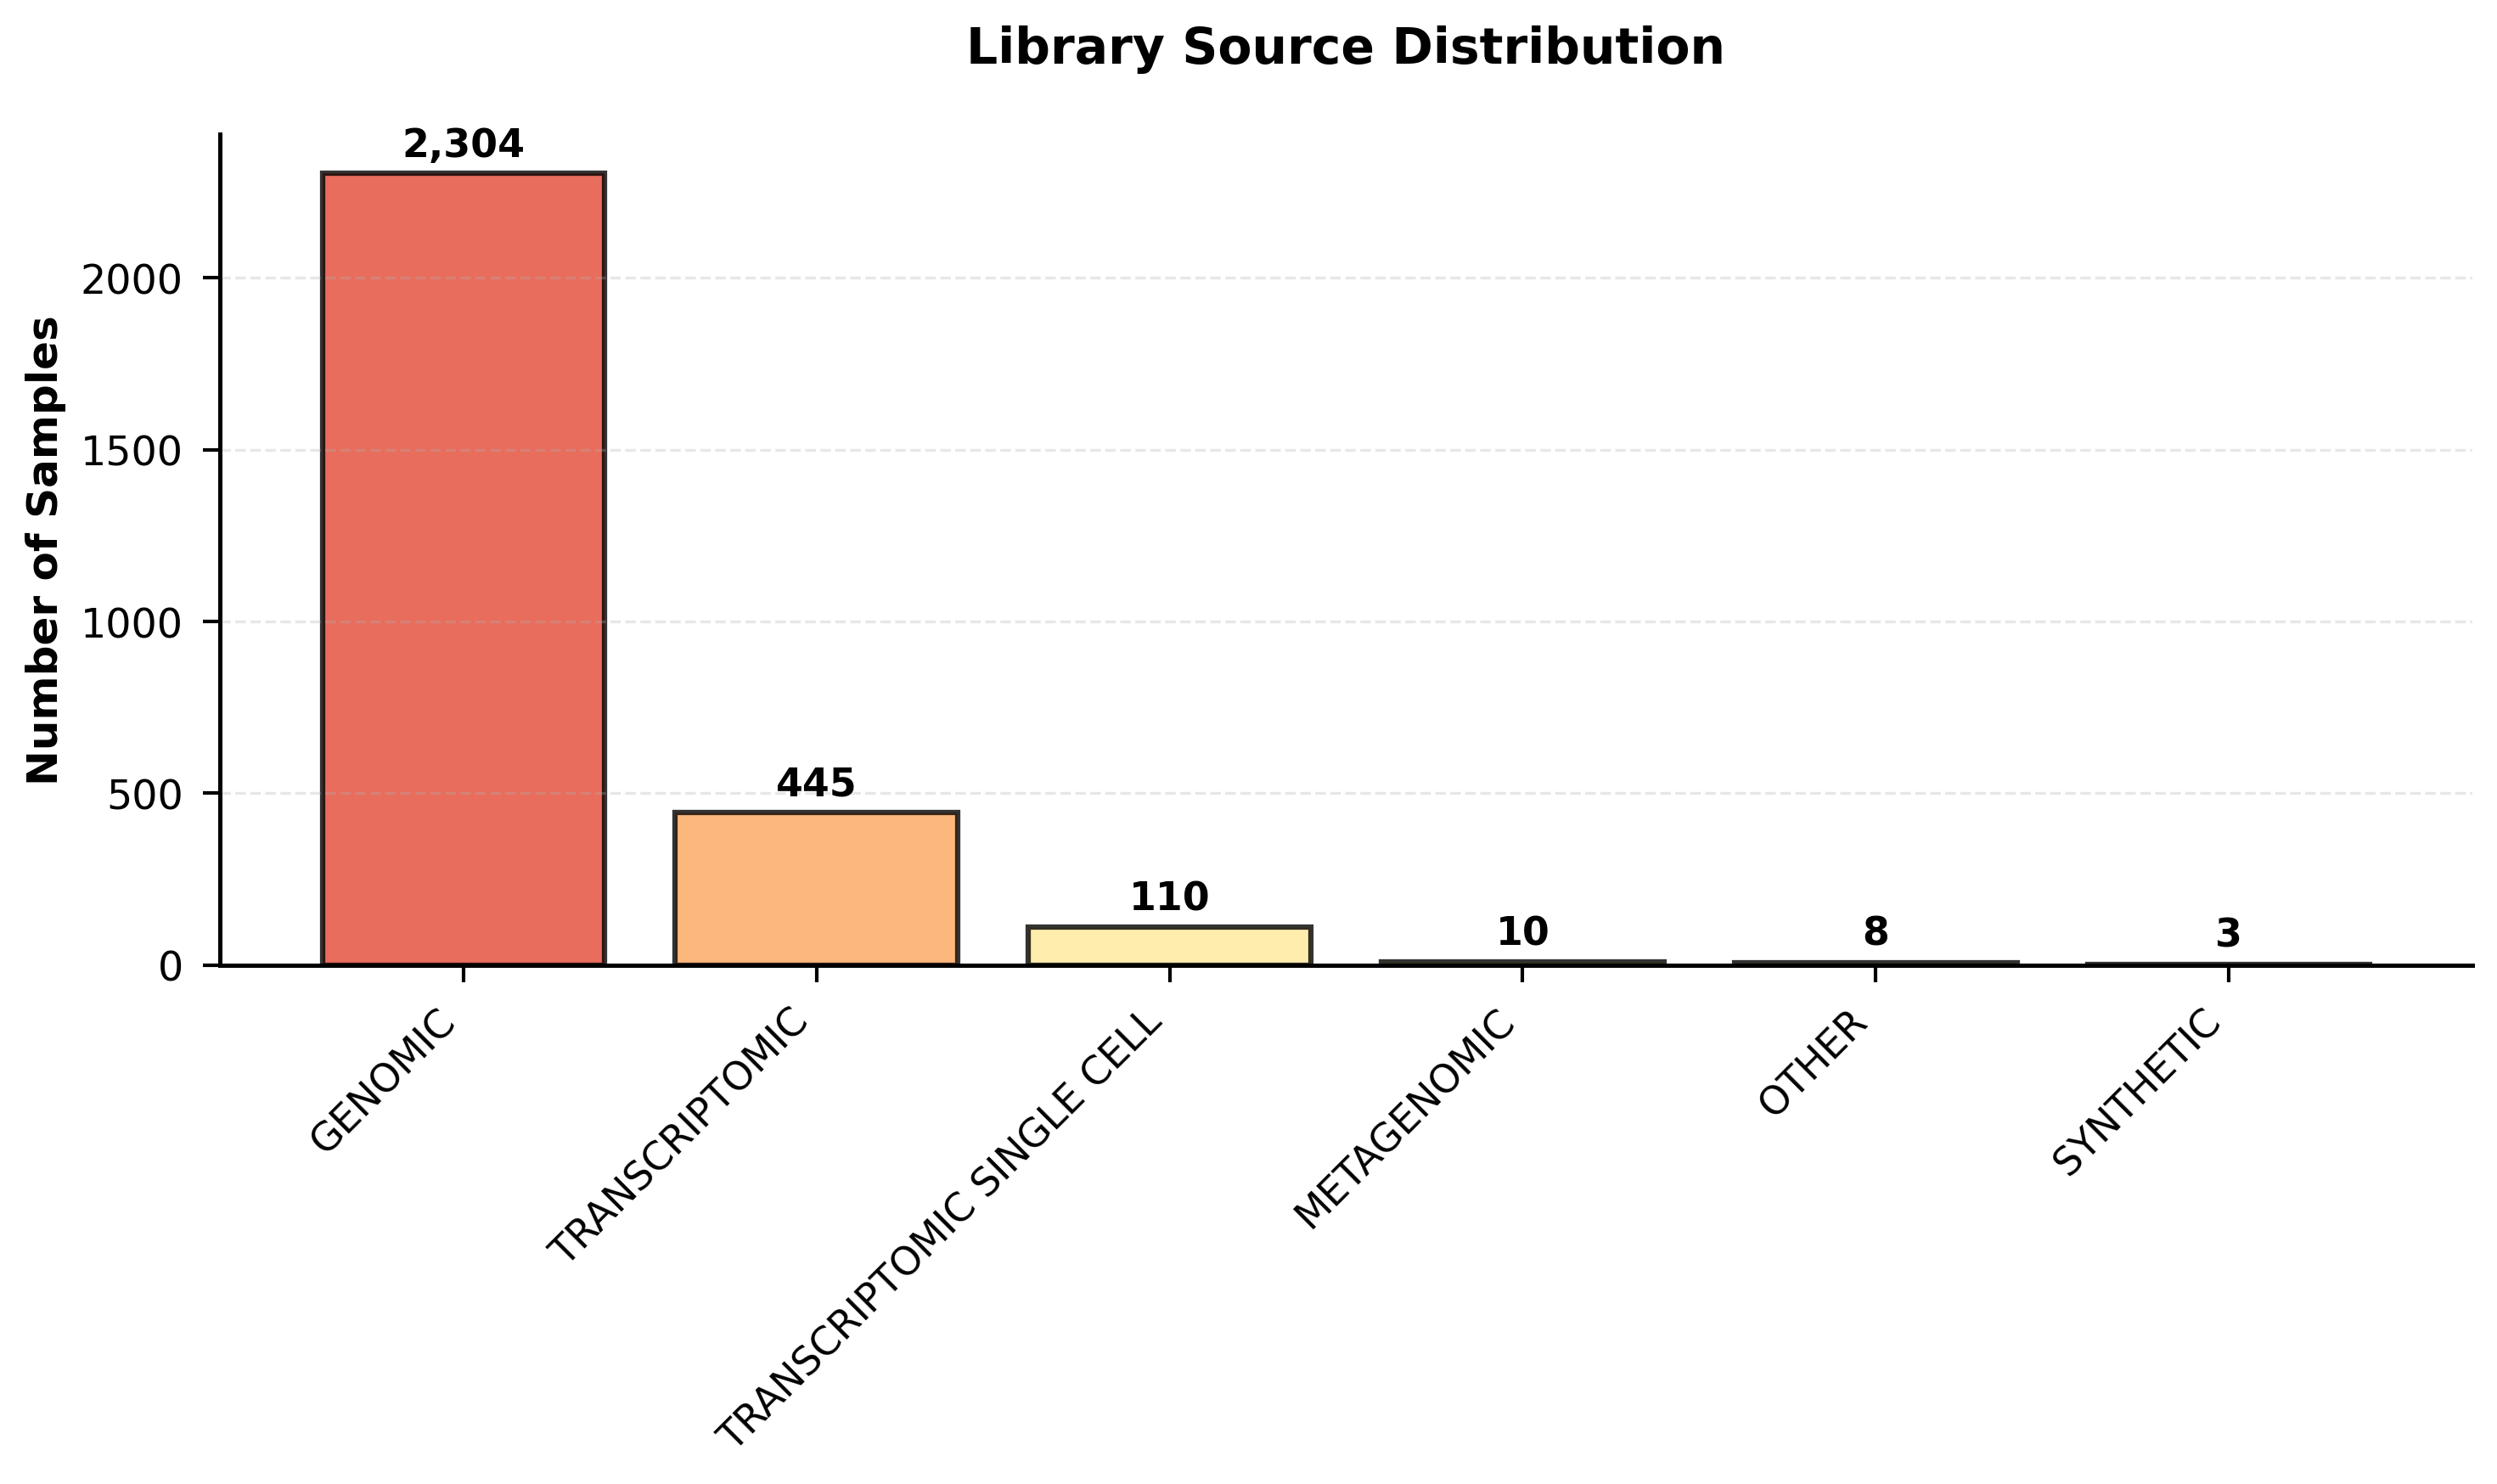 Library Source Distribution
Number of Samples
2000
1500
1000
500
0
2,304
445
110
10
8
3
GENOMIC
TRANSCRIPTOMIC
TRANSCRIPTOMIC SINGLE CELL
METAGENOMIC
OTHER
SYNTHETIC